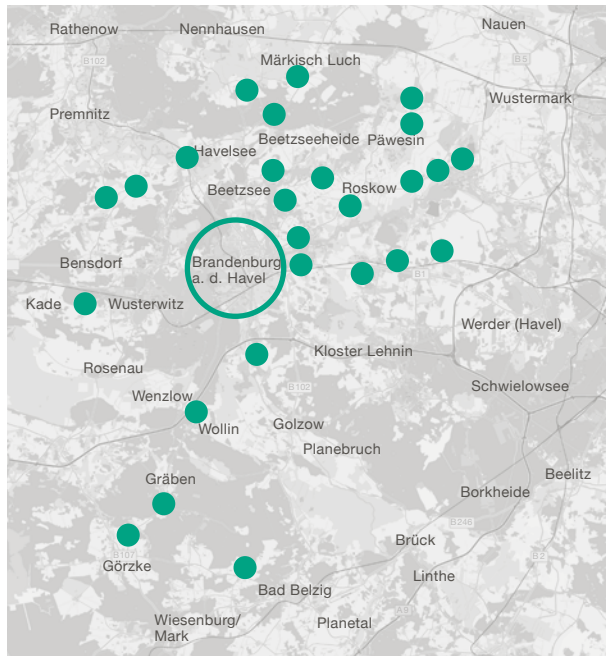 Rathenow
Nennhausen
Nauen
B102
Märkisch Luch
B5
Premnitz
Wustermark
Beetzseeheide
Päwesin
Havelsee
Beetzsee
Roskow
Bensdorf
Brandenburg
a. d. Havel
B1
Kade
Wusterwitz
Werder (Havel)
Kloster Lehnin
Rosenau
B102
Schwielowsee
Wenzlow
Wollin
Golzow
Planebruch
Gräben
Beelitz
Borkheide
B246
Brück
B107
Görzke
B2
Linthe
Bad Belzig
A9
Wiesenburg/
Mark
Planetal